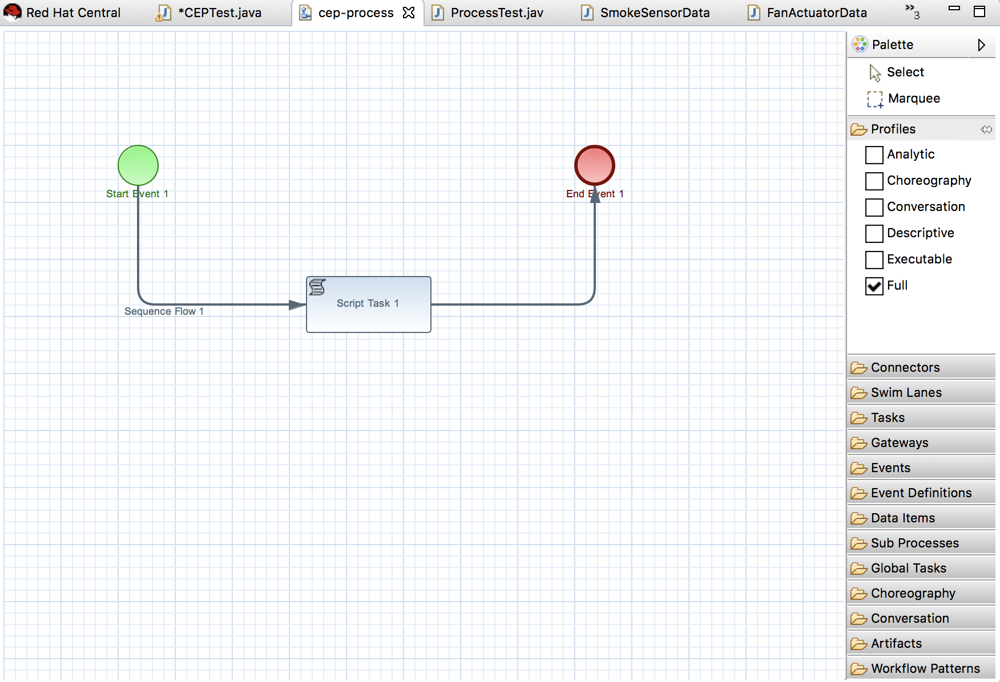 Red Hat Central
*CEPTest.java
cep-process
ProcessTest.jav
SmokeSensorData
FanActuatorData
»3
Palette
Select
Marquee
Profiles
Analytic
Choreography
Conversation
Descriptive
Executable
Full
Start Event 1
End Event 1
Script Task 1
Sequence Flow 1
Connectors
Swim Lanes
Tasks
Gateways
Events
Event Definitions
Data Items
Sub Processes
Global Tasks
Choreography
Conversation
Artifacts
Workflow Patterns